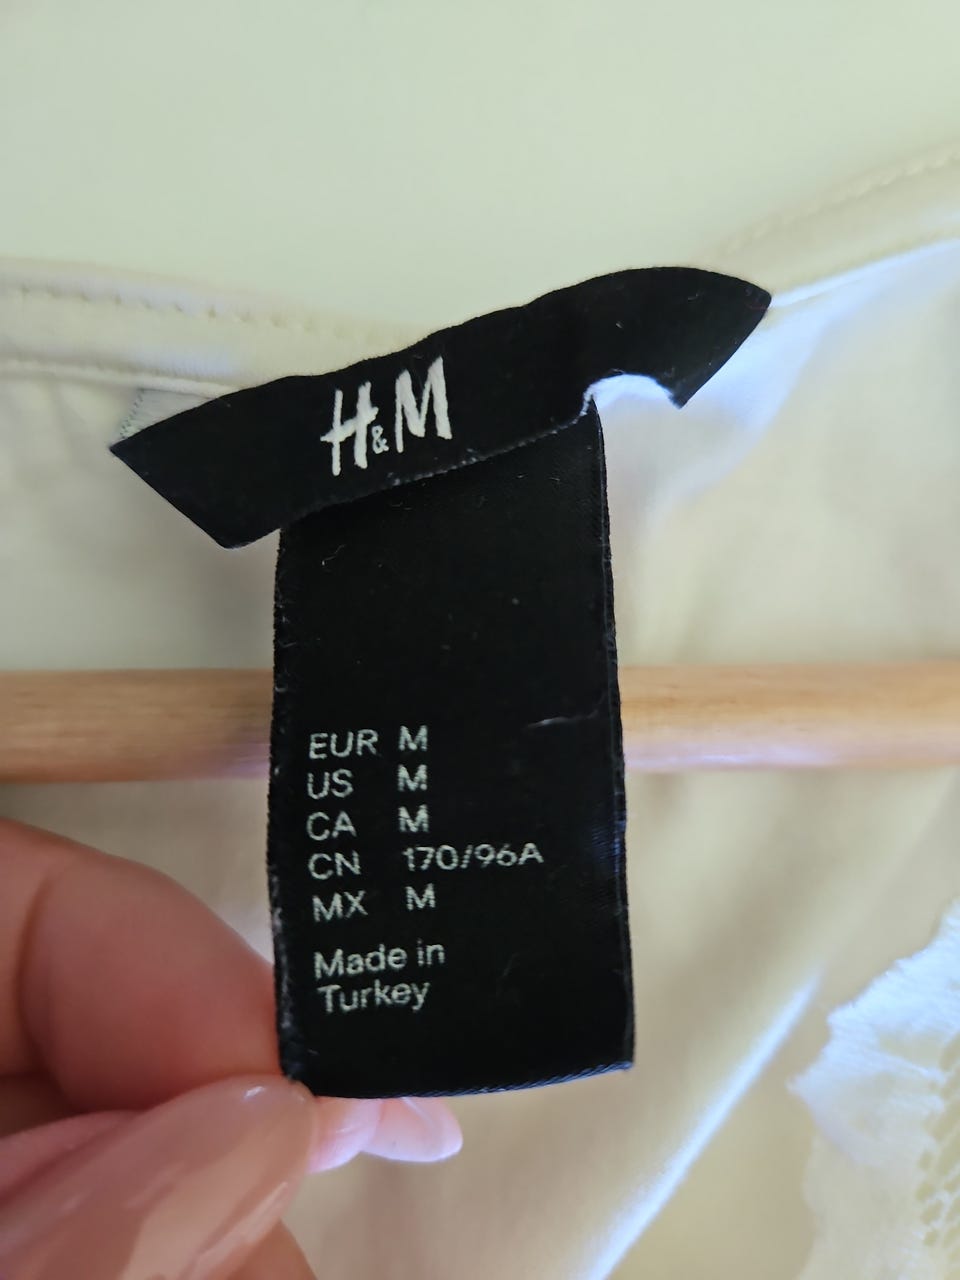 H&M
EUR M
US M
CA M
CN 170/96A
MX M
Made in
Turkey